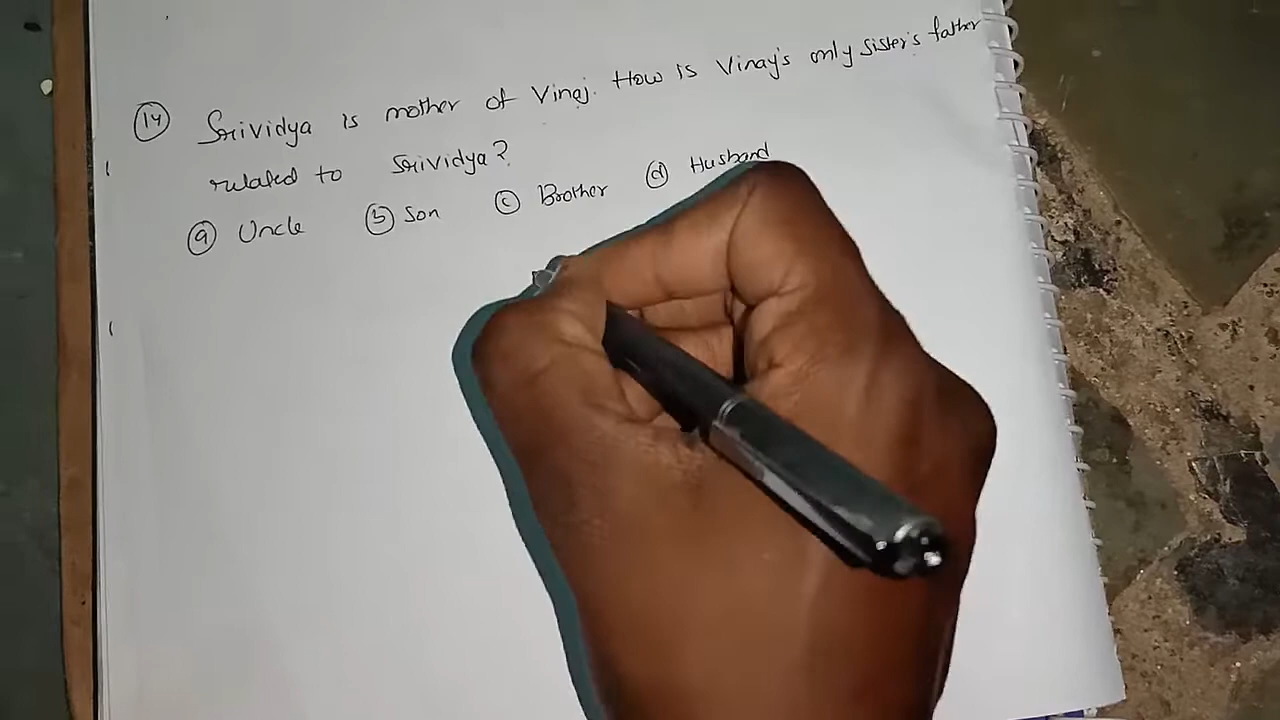 14 Srividya is mother of Vinay. How is Vinay's only sister's father
related to Srividya?
a Uncle b Son c Brother d Husband